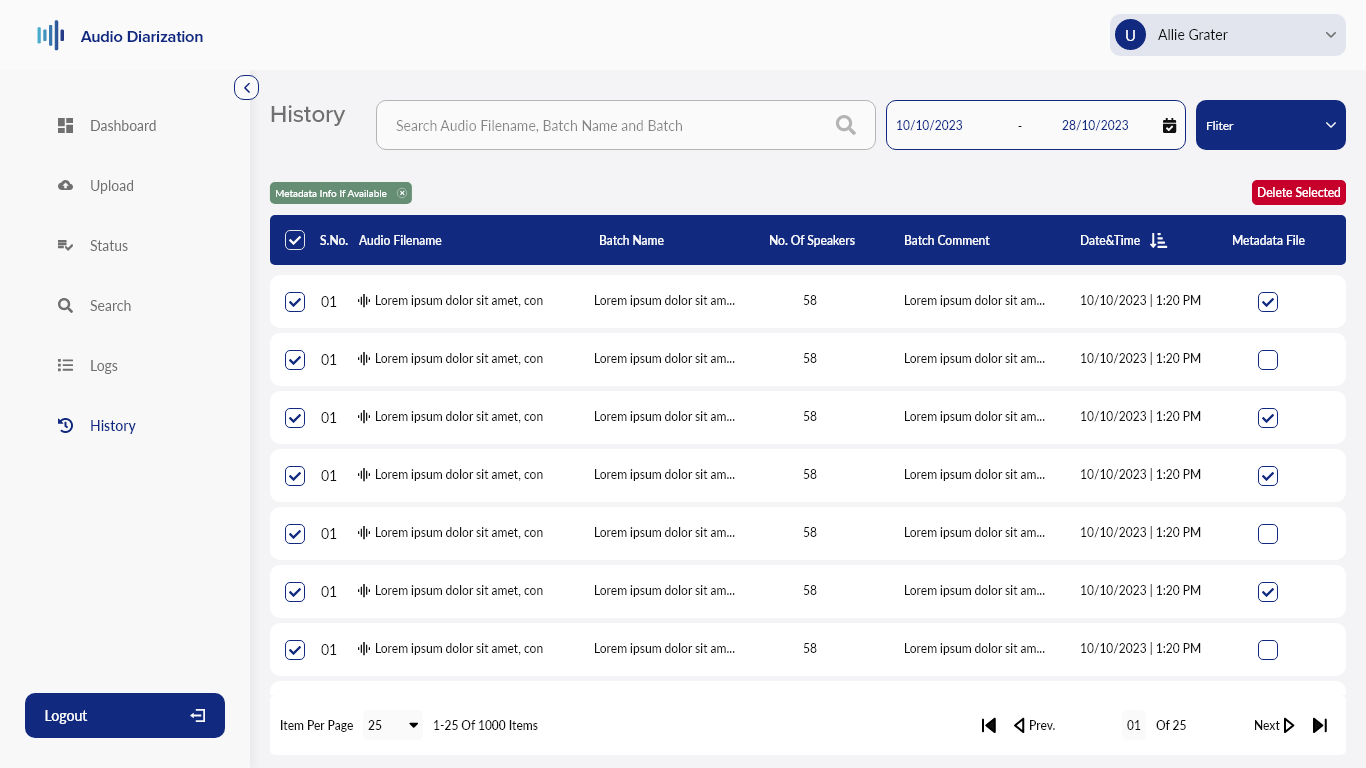 Audio Diarization
U Allie Grater
Dashboard
Upload
Status
Search
Logs
History
Logout
History
Search Audio Filename, Batch Name and Batch
10/10/2023 - 28/10/2023
Fliter
Metadata Info If Available
Delete Selected
S.No. Audio Filename Batch Name No. Of Speakers Batch Comment Date&Time Metadata File
01 Lorem ipsum dolor sit amet, con Lorem ipsum dolor sit am... 58 Lorem ipsum dolor sit am... 10/10/2023 | 1:20 PM
01 Lorem ipsum dolor sit amet, con Lorem ipsum dolor sit am... 58 Lorem ipsum dolor sit am... 10/10/2023 | 1:20 PM
01 Lorem ipsum dolor sit amet, con Lorem ipsum dolor sit am... 58 Lorem ipsum dolor sit am... 10/10/2023 | 1:20 PM
01 Lorem ipsum dolor sit amet, con Lorem ipsum dolor sit am... 58 Lorem ipsum dolor sit am... 10/10/2023 | 1:20 PM
01 Lorem ipsum dolor sit amet, con Lorem ipsum dolor sit am... 58 Lorem ipsum dolor sit am... 10/10/2023 | 1:20 PM
01 Lorem ipsum dolor sit amet, con Lorem ipsum dolor sit am... 58 Lorem ipsum dolor sit am... 10/10/2023 | 1:20 PM
01 Lorem ipsum dolor sit amet, con Lorem ipsum dolor sit am... 58 Lorem ipsum dolor sit am... 10/10/2023 | 1:20 PM
Item Per Page 25 1-25 Of 1000 Items Prev. 01 Of 25 Next